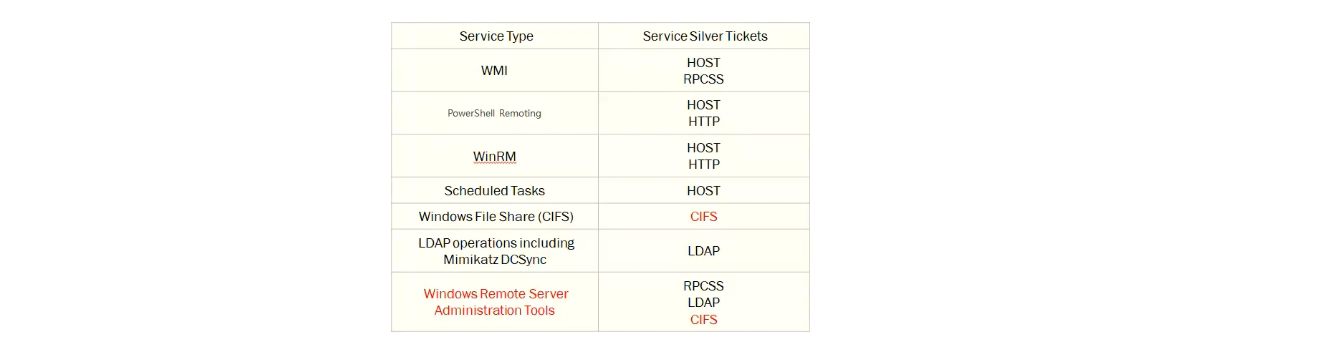 Service Type
Service Silver Tickets
WMI
HOST
RPCSS
PowerShell Remoting
HOST
HTTP
WinRM
HOST
HTTP
Scheduled Tasks
HOST
Windows File Share (CIFS)
CIFS
LDAP operations including
Mimikatz DCSync
LDAP
Windows Remote Server
Administration Tools
RPCSS
LDAP
CIFS